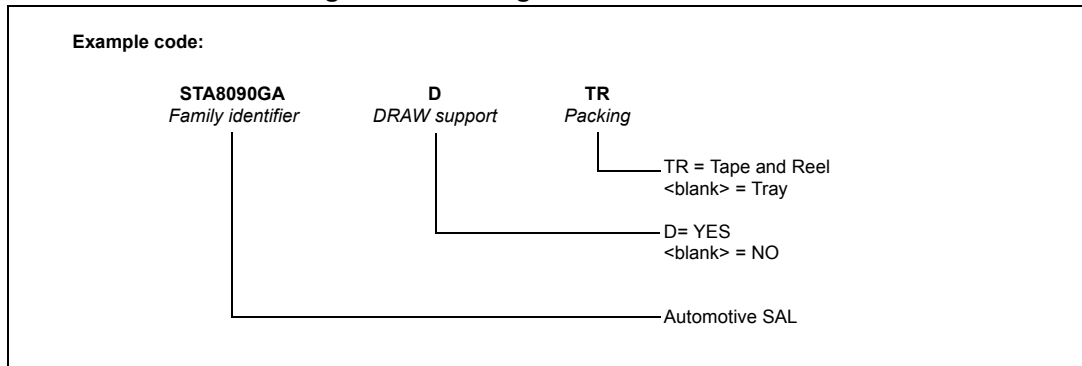 Example code:
STA8090GA D TR
Family identifier DRAW support Packing
TR = Tape and Reel
<blank> = Tray
D= YES
<blank> = NO
Automotive SAL